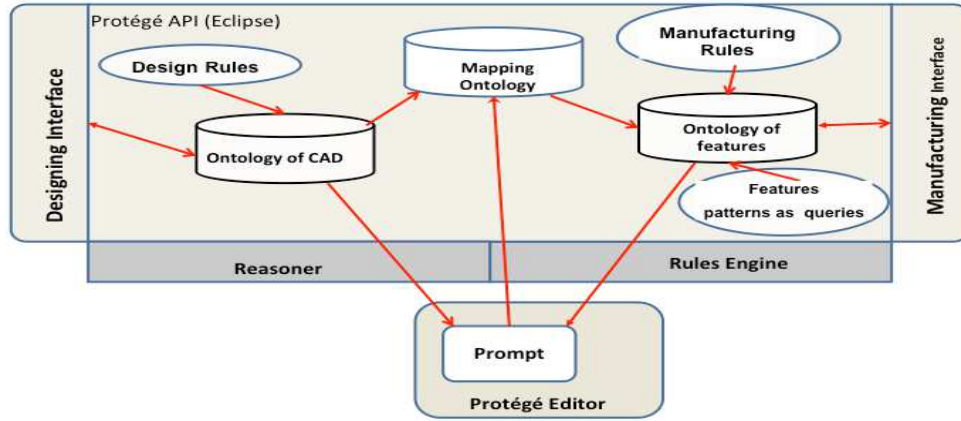 Protégé API (Eclipse)
Designing Interface
Design Rules
Ontology of CAD
Mapping
Ontology
Manufacturing
Rules
Ontology of
features
Features
patterns as queries
Manufacturing Interface
Reasoner
Rules Engine
Prompt
Protégé Editor